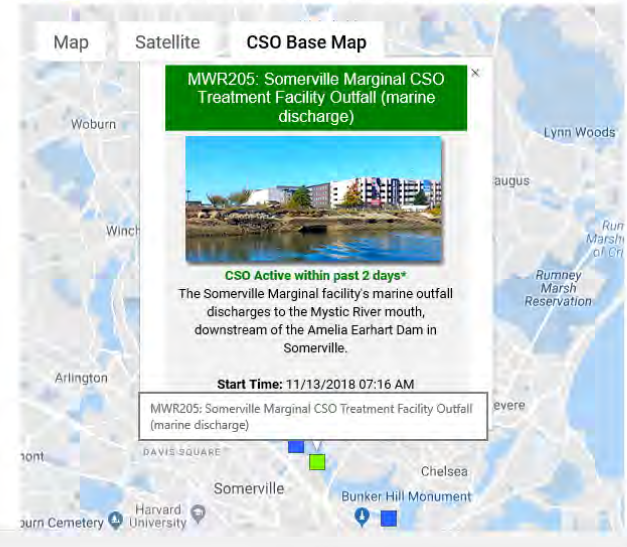 Map
Satellite
CSO Base Map
MWR205: Somerville Marginal CSO
Treatment Facility Outfall (marine
discharge)
×
Woburn
Lynn Woods
augus
Winch
Rum
Marsh
of
CSO Active within past 2 days*
The Somerville Marginal facility's marine outfall
discharges to the Mystic River mouth,
downstream of the Amelia Earhart Dam in
Somerville.
Rumney
Marsh
Reservation
Arlington
Start Time: 11/13/2018 07:16 AM
MWR205: Somerville Marginal CSO Treatment Facility Outfall
(marine discharge)
evere
mont
DAVIS SQUARE
Chelsea
Somerville
Bunker Hill Monument
Harvard
University
burn Cemetery